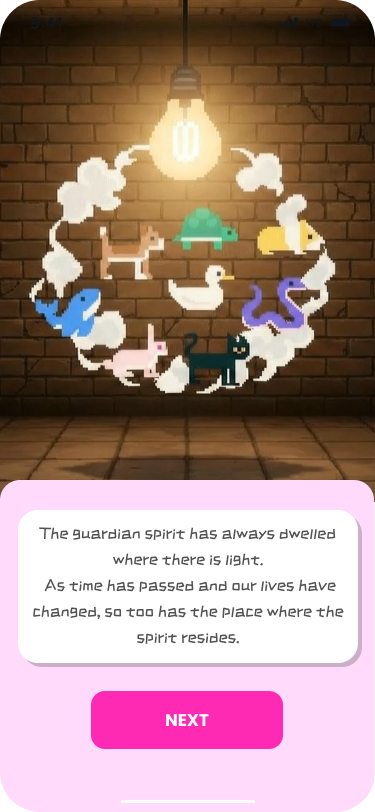 The guardian spirit has always dwelled
where there is light.
As time has passed and our lives have
changed, so too has the place where the
spirit resides.
NEXT